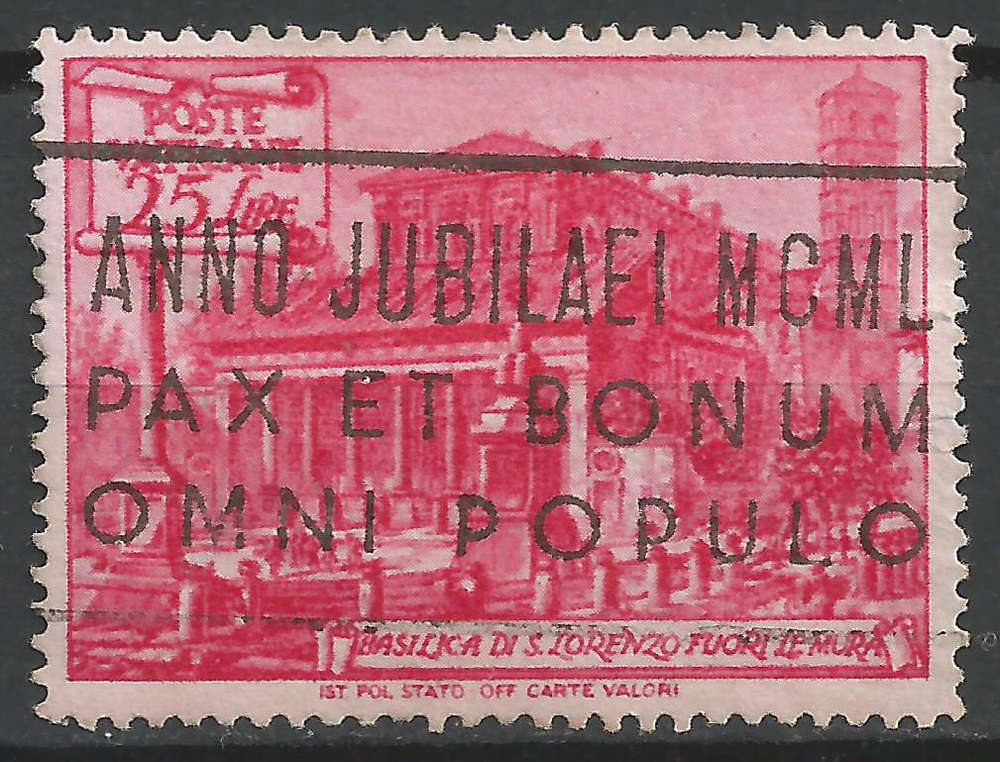 POSTE
VATICANE
25 LIRE
ANNO JUBILAEI MCML
PAX ET BONUM
OMNI POPULO
BASILICA DI S. LORENZO FUORI LE MURA
IST POL STATO OFF CARTE VALORI